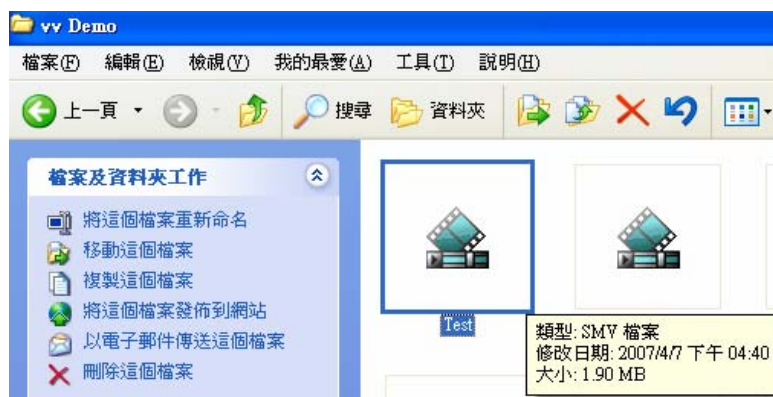 vv Demo
檔案(F) 編輯(E) 檢視(V) 我的最愛(A) 工具(T) 說明(H)
上一頁 搜尋 資料夾
檔案及資料夾工作
將這個檔案重新命名
移動這個檔案
複製這個檔案
將這個檔案發佈到網站
以電子郵件傳送這個檔案
刪除這個檔案
Test
類型: SMV 檔案
修改日期: 2007/4/7 下午 04:40
大小: 1.90 MB